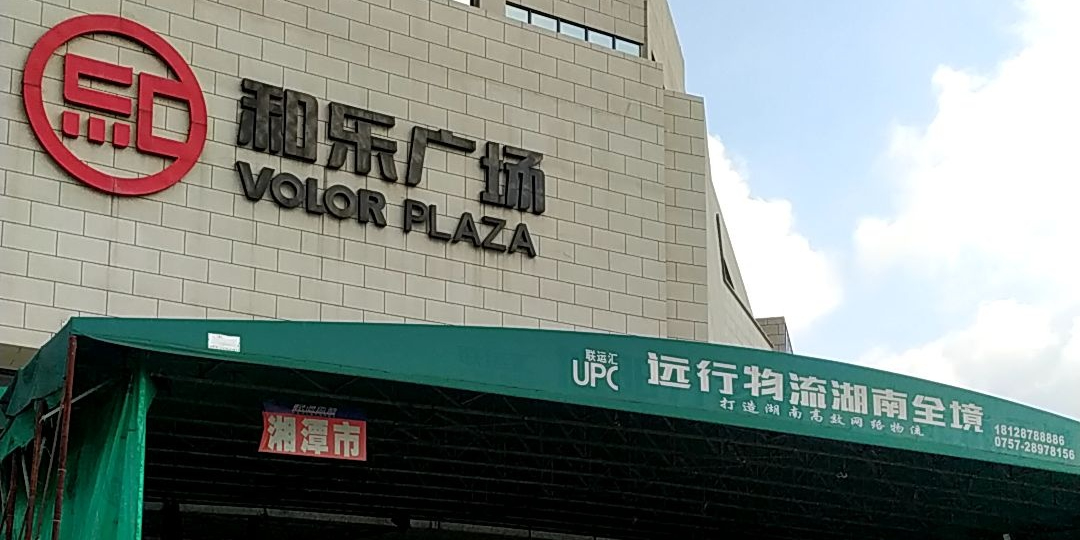 和乐广场
VOLOR PLAZA
联运汇
UPC
远行物流湖南全境
打造湖南高效网络物流
18128788886
0757-28978156
湘潭市